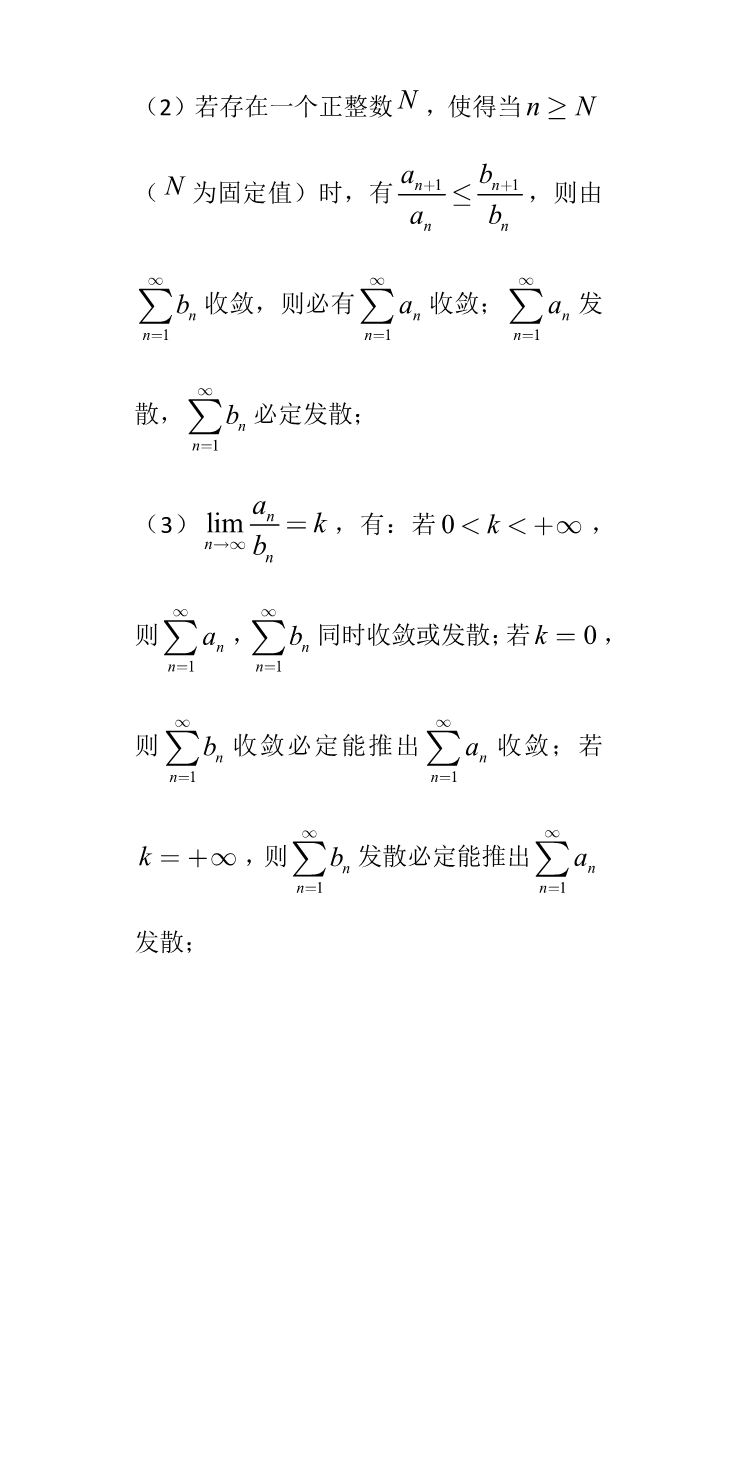 （2）若存在一个正整数 $N$ ，使得当 $n \geq N$
（ $N$ 为固定值）时，有 $\frac{a_{n+1}}{a_n} \leq \frac{b_{n+1}}{b_n}$ ，则由
$\sum_{n=1}^{\infty} b_n$ 收敛，则必有 $\sum_{n=1}^{\infty} a_n$ 收敛；$\sum_{n=1}^{\infty} a_n$ 发
散，$\sum_{n=1}^{\infty} b_n$ 必定发散；
（3）$\lim_{n \to \infty} \frac{a_n}{b_n} = k$ ，有：若 $0 < k < +\infty$ ，
则 $\sum_{n=1}^{\infty} a_n$ ，$\sum_{n=1}^{\infty} b_n$ 同时收敛或发散；若 $k = 0$ ，
则 $\sum_{n=1}^{\infty} b_n$ 收敛必定能推出 $\sum_{n=1}^{\infty} a_n$ 收敛；若
$k = +\infty$ ，则 $\sum_{n=1}^{\infty} b_n$ 发散必定能推出 $\sum_{n=1}^{\infty} a_n$
发散；